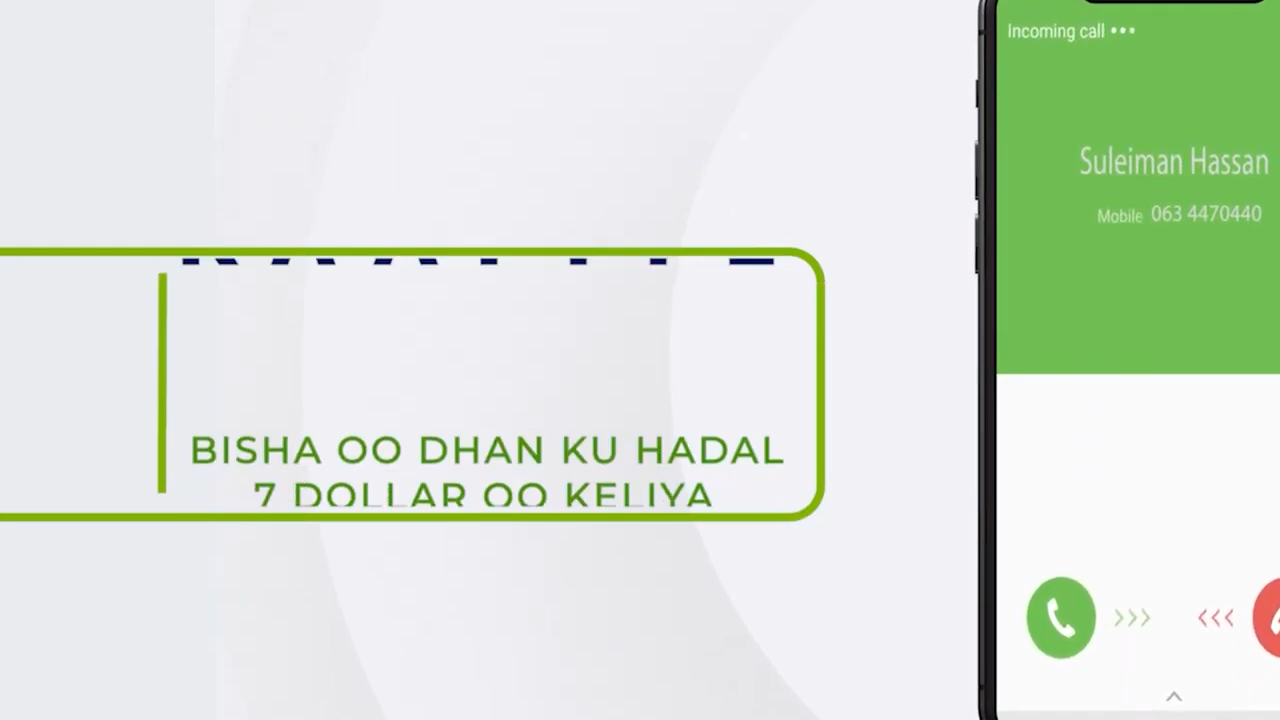 BISHA OO DHAN KU HADAL
7 DOLLAR OO KELIYA
Incoming call •••
Suleiman Hassan
Mobile 063 4470440